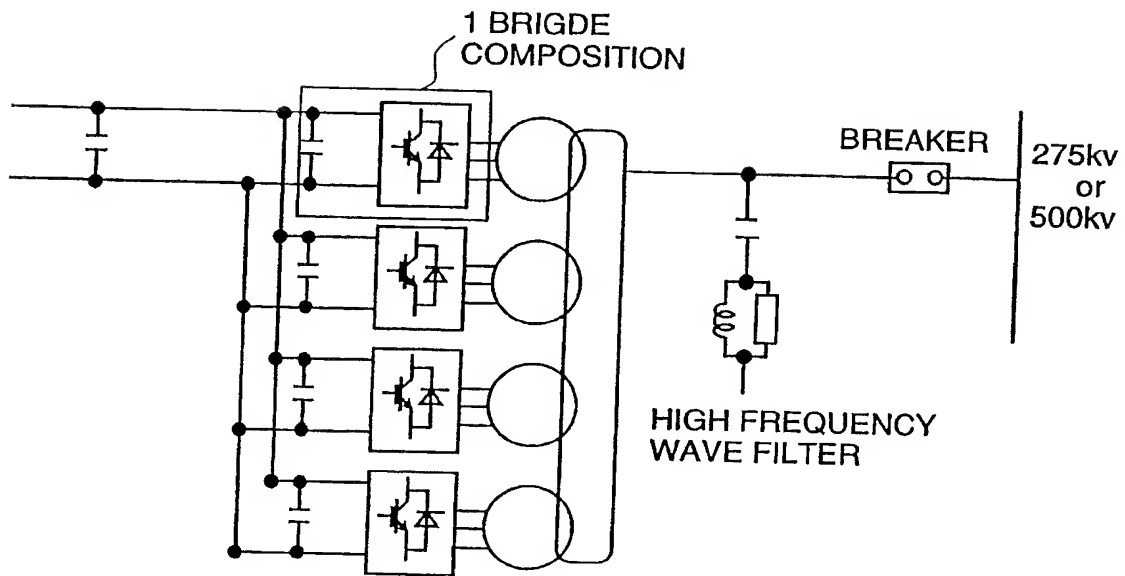 1 BRIGDE
COMPOSITION
BREAKER
275kv
or
500kv
HIGH FREQUENCY
WAVE FILTER